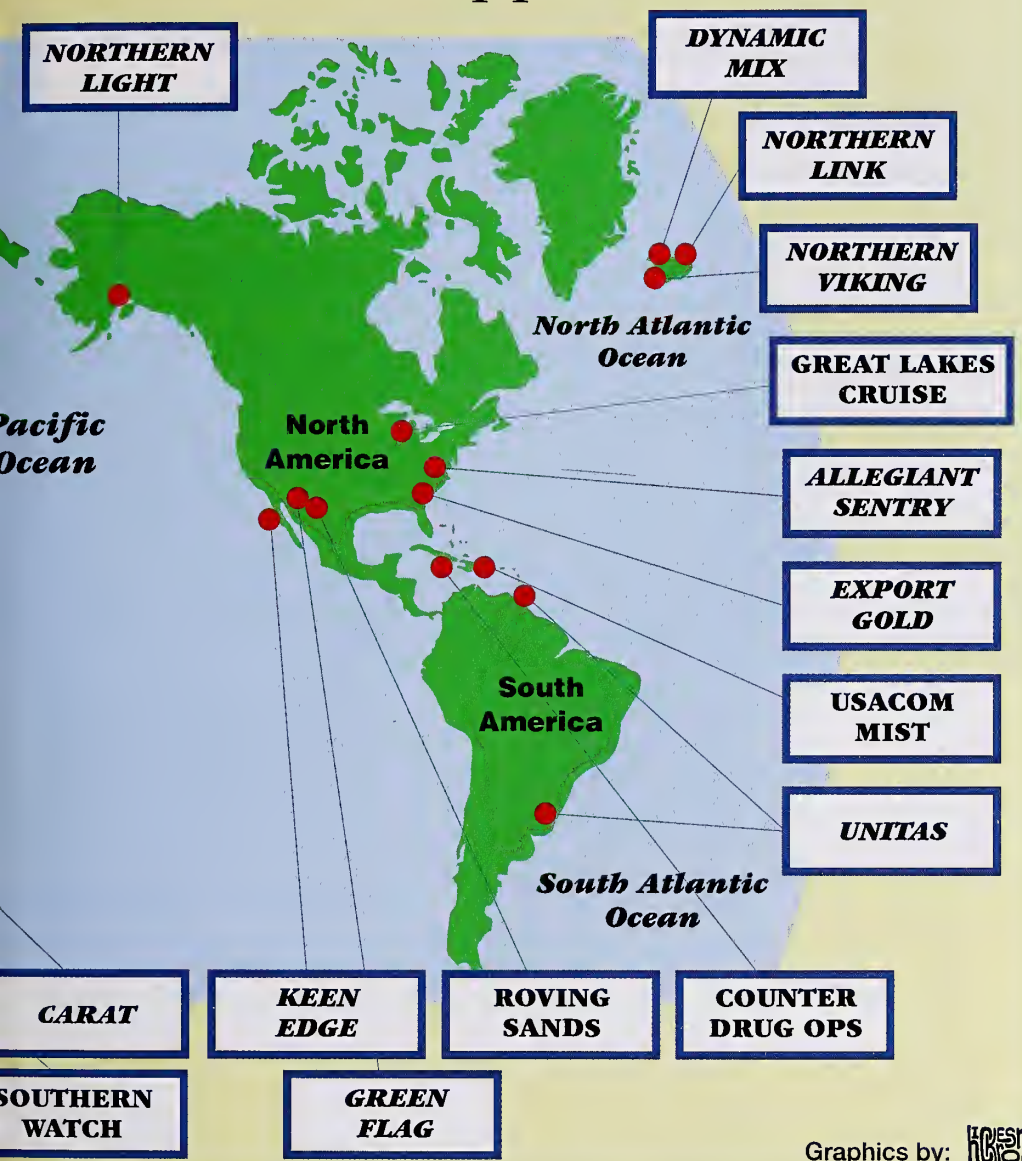 NORTHERN
LIGHT
DYNAMIC
MIX
NORTHERN
LINK
NORTHERN
VIKING
North Atlantic
Ocean
GREAT LAKES
CRUISE
Pacific
Ocean
North
America
ALLEGIANT
SENTRY
EXPORT
GOLD
South
America
USACOM
MIST
UNITAS
South Atlantic
Ocean
CARAT
KEEN
EDGE
ROVING
SANDS
COUNTER
DRUG OPS
SOUTHERN
WATCH
GREEN
FLAG
Graphics by: